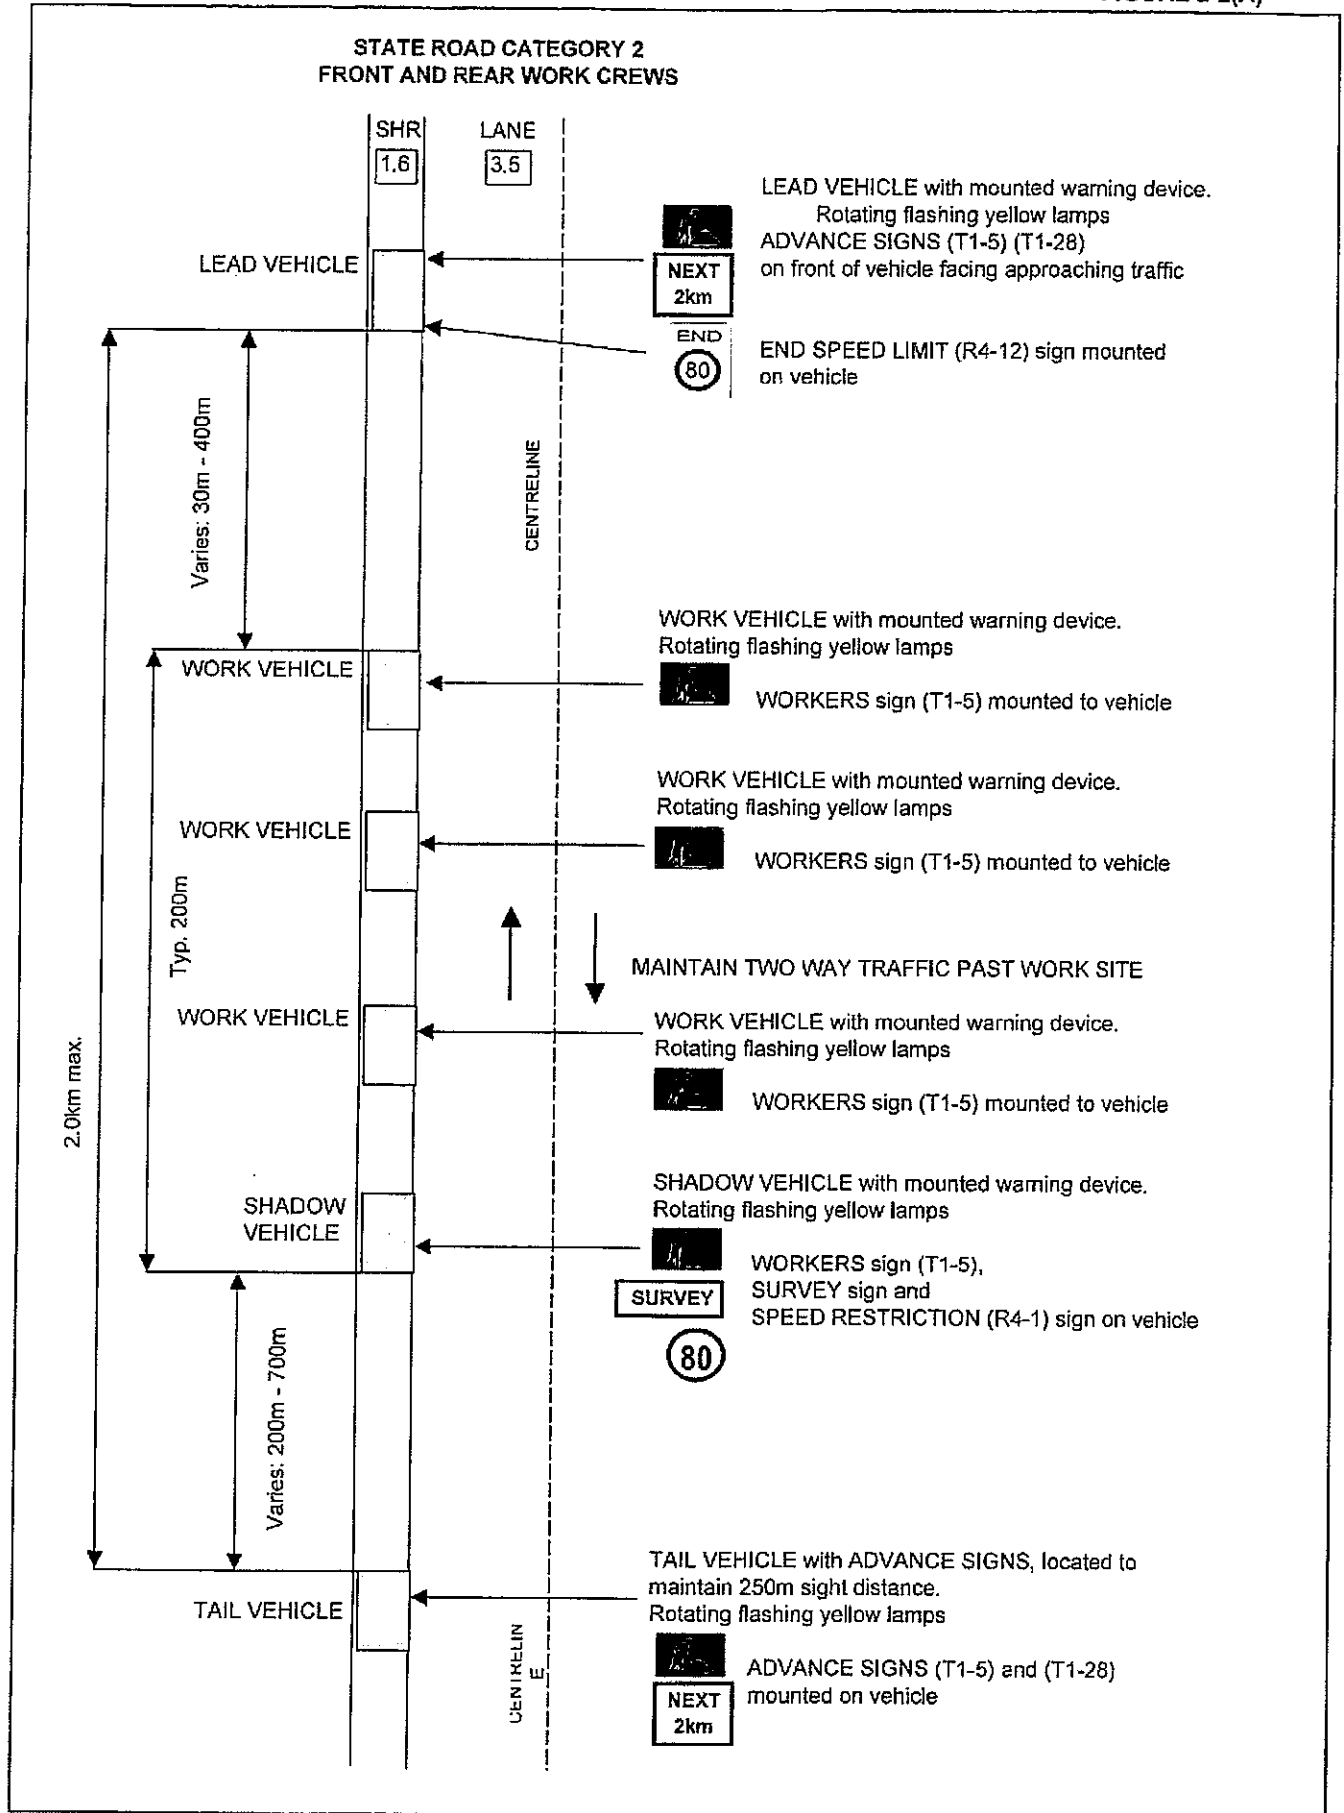 STATE ROAD CATEGORY 2
FRONT AND REAR WORK CREWS
SHR
LANE
1.6
3.5
LEAD VEHICLE with mounted warning device.
Rotating flashing yellow lamps
ADVANCE SIGNS (T1-5) (T1-28)
on front of vehicle facing approaching traffic
LEAD VEHICLE
NEXT
2km
END
80
END SPEED LIMIT (R4-12) sign mounted
on vehicle
Varies: 30m - 400m
CENTRELINE
WORK VEHICLE with mounted warning device.
Rotating flashing yellow lamps
WORK VEHICLE
WORKERS sign (T1-5) mounted to vehicle
WORK VEHICLE with mounted warning device.
Rotating flashing yellow lamps
WORK VEHICLE
WORKERS sign (T1-5) mounted to vehicle
Typ. 200m
MAINTAIN TWO WAY TRAFFIC PAST WORK SITE
WORK VEHICLE
WORK VEHICLE with mounted warning device.
Rotating flashing yellow lamps
WORKERS sign (T1-5) mounted to vehicle
2.0km max.
SHADOW VEHICLE with mounted warning device.
Rotating flashing yellow lamps
SHADOW
VEHICLE
WORKERS sign (T1-5),
SURVEY sign and
SPEED RESTRICTION (R4-1) sign on vehicle
SURVEY
80
Varies: 200m - 700m
TAIL VEHICLE with ADVANCE SIGNS, located to
maintain 250m sight distance.
Rotating flashing yellow lamps
TAIL VEHICLE
CENTRELIN
E
ADVANCE SIGNS (T1-5) and (T1-28)
mounted on vehicle
NEXT
2km